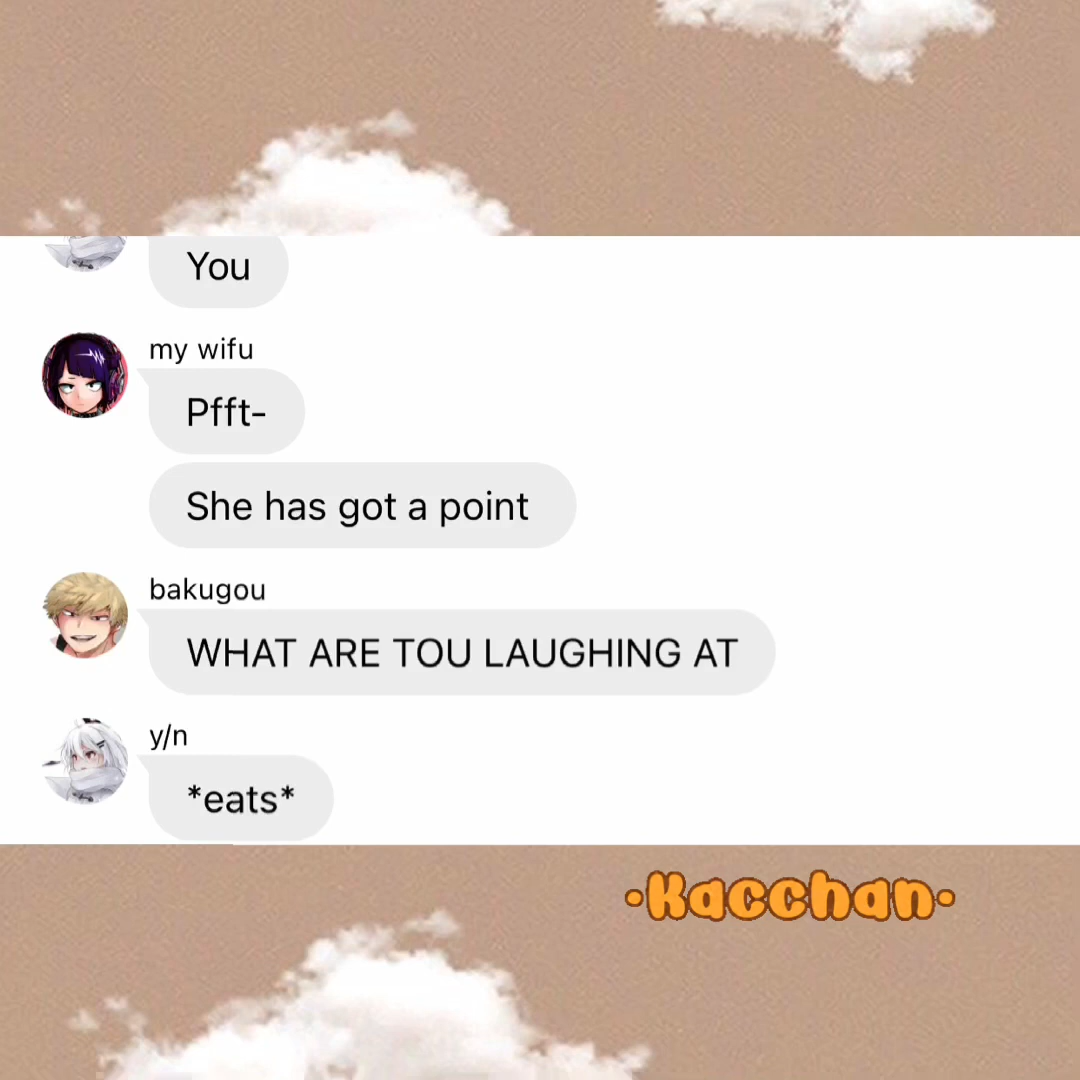 You
my wifu
Pfft-
She has got a point
bakugou
WHAT ARE TOU LAUGHING AT
y/n
*eats*
•Kacchan•